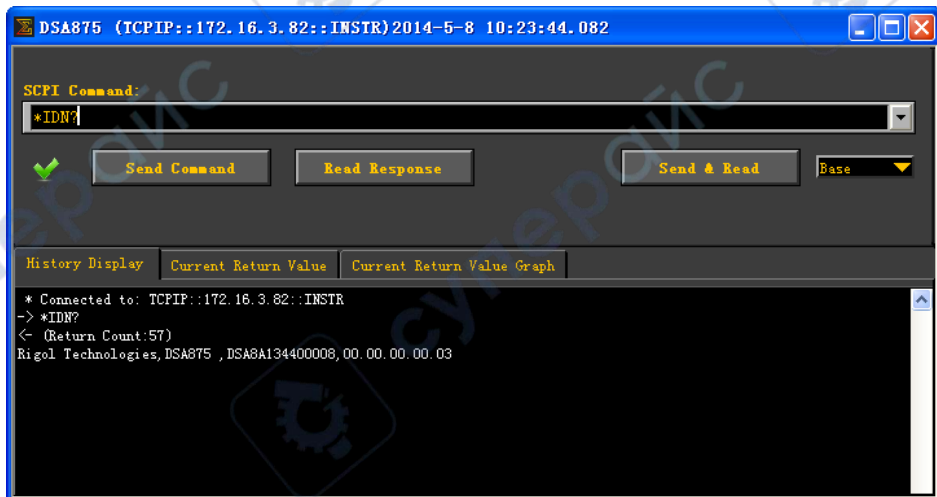 DSA875 (TCPIP::172.16.3.82::INSTR)2014-5-8 10:23:44.082
SCPI Command:
*IDN?
Send Command Read Response Send & Read Base
History Display Current Return Value Current Return Value Graph
* Connected to: TCPIP::172.16.3.82::INSTR
-> *IDN?
<- (Return Count:57)
Rigol Technologies,DSA875 ,DSA8A134400008,00.00.00.00.03
суперайс